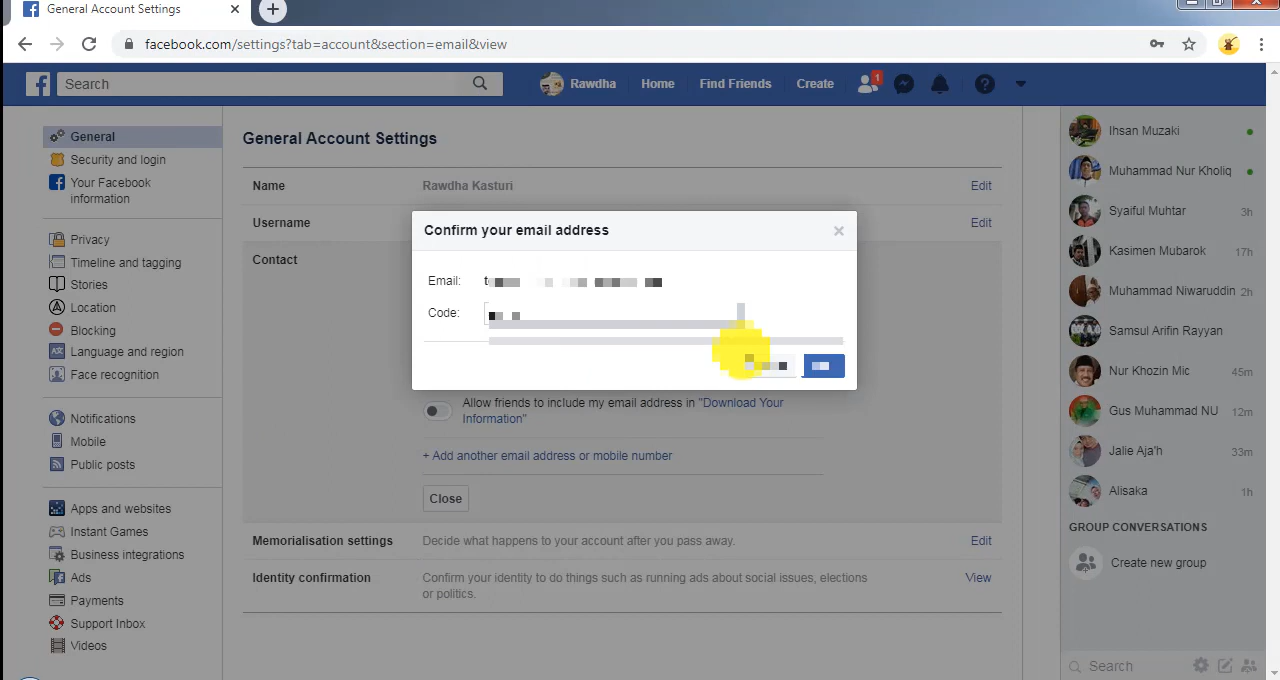 General Account Settings
facebook.com/settings?tab=account&section=email&view
Search
Rawdha
Home
Find Friends
Create
1
General
Security and login
Your Facebook
information
Privacy
Timeline and tagging
Stories
Location
Blocking
Language and region
Face recognition
Notifications
Mobile
Public posts
Apps and websites
Instant Games
Business integrations
Ads
Payments
Support Inbox
Videos
General Account Settings
Name
Rawdha Kasturi
Edit
Username
Edit
Contact
Confirm your email address
Email:
Code:
Allow friends to include my email address in "Download Your
Information"
+ Add another email address or mobile number
Close
Memorialisation settings
Decide what happens to your account after you pass away.
Edit
Identity confirmation
Confirm your identity to do things such as running ads about social issues, elections
or politics.
View
Ihsan Muzaki
Muhammad Nur Kholiq
Syaiful Muhtar
3h
Kasimen Mubarok
17h
Muhammad Niwaruddin
2h
Samsul Arifin Rayyan
Nur Khozin Mic
45m
Gus Muhammad NU
12m
Jalie Aja'h
33m
Alisaka
1h
GROUP CONVERSATIONS
Create new group
Search